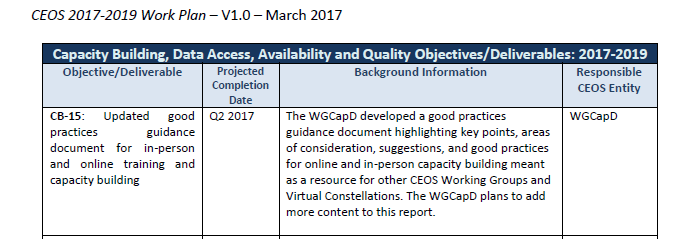 CEOS 2017-2019 Work Plan – V1.0 – March 2017
Capacity Building, Data Access, Availability and Quality Objectives/Deliverables: 2017-2019
Objective/Deliverable
Projected
Completion
Date
Background Information
Responsible
CEOS Entity
CB-15: Updated good
practices guidance
document for in-person
and online training and
capacity building
Q2 2017
The WGCapD developed a good practices
guidance document highlighting key points, areas
of consideration, suggestions, and good practices
for online and in-person capacity building meant
as a resource for other CEOS Working Groups and
Virtual Constellations. The WGCapD plans to add
more content to this report.
WGCapD